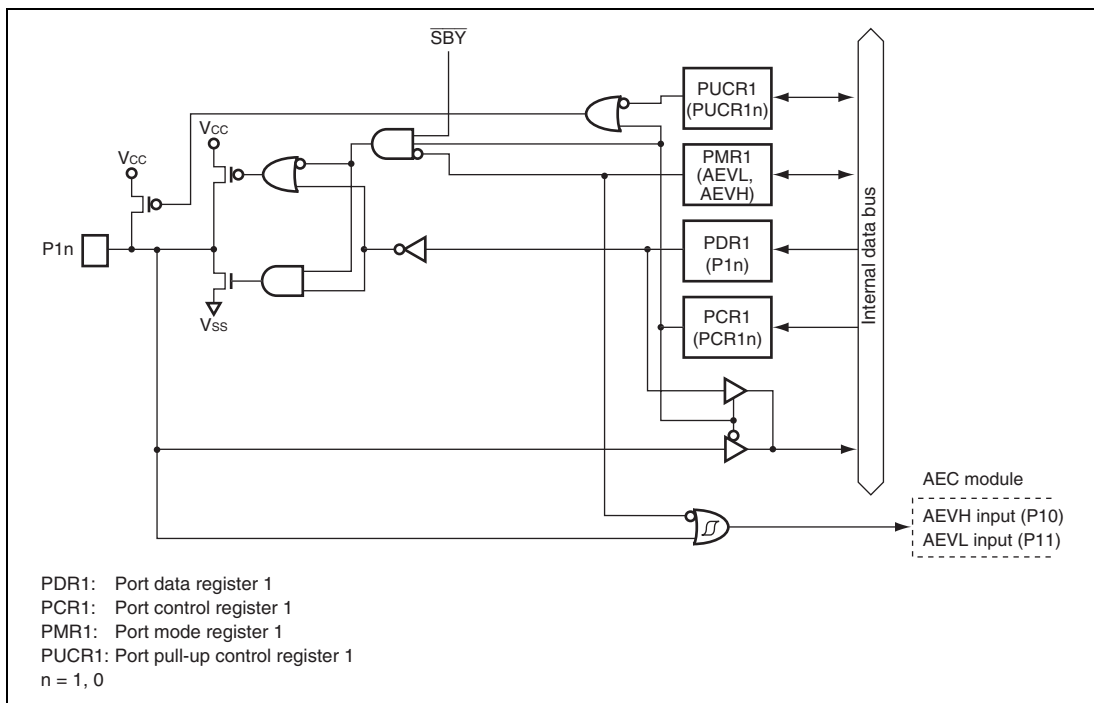 SBY
PUCR1
(PUCR1n)
VCC
VCC
PMR1
(AEVL,
AEVH)
P1n
PDR1
(P1n)
VSS
PCR1
(PCR1n)
Internal data bus
AEC module
AEVH input (P10)
AEVL input (P11)
PDR1: Port data register 1
PCR1: Port control register 1
PMR1: Port mode register 1
PUCR1: Port pull-up control register 1
n = 1, 0